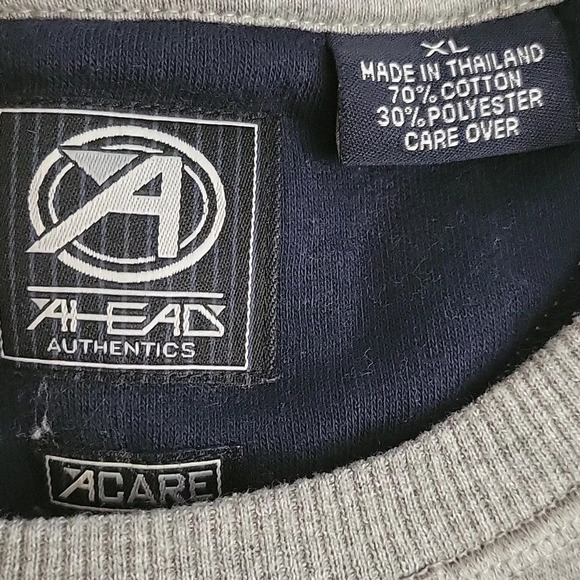 XL
MADE IN THAILAND
70% COTTON
30% POLYESTER
CARE OVER
A
AHEAD
AUTHENTICS
ACARE